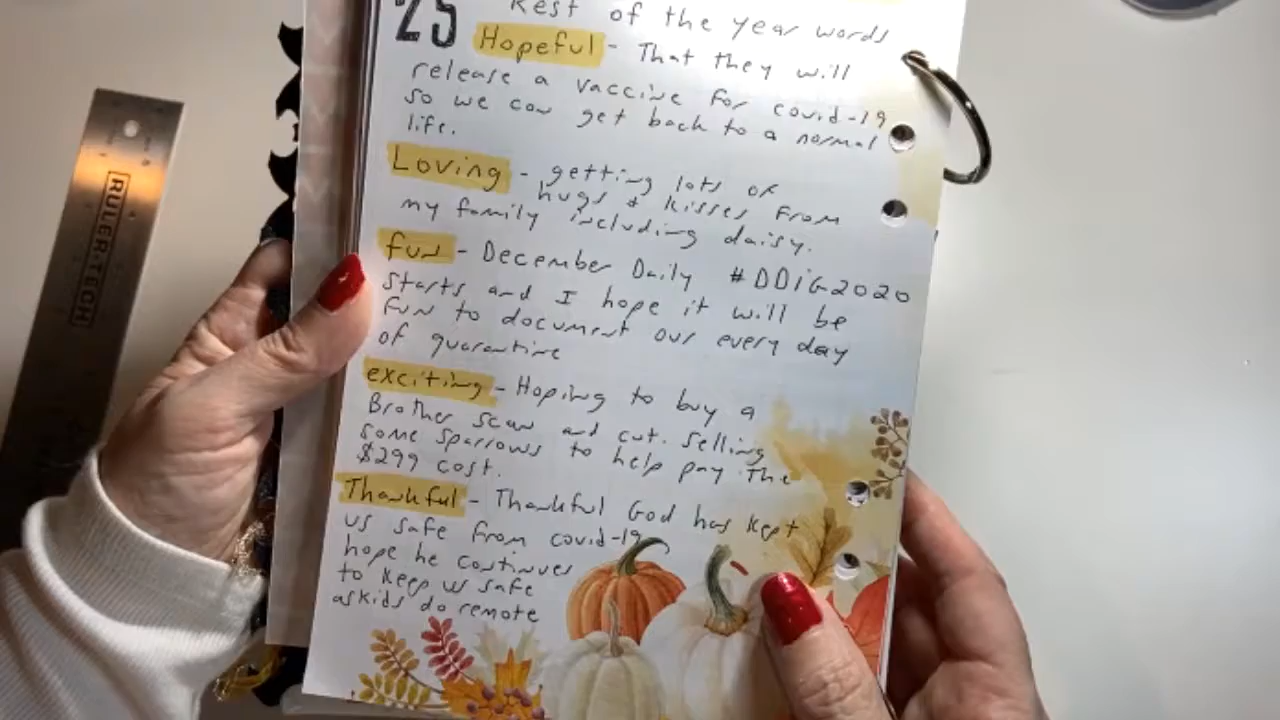 25
Rest of the year words
Hopeful - That they will
release a vaccine for covid-19
so we can get back to a normal
life.
Loving - getting lots of
hugs & kisses from
my family including daisy.
fun - December Daily #DDiG2020
starts and I hope it will be
fun to document our every day
of quarantine
exciting - Hoping to buy a
Brother scan and cut. selling
some sparrows to help pay the
$299 cost.
Thankful - Thankful God has kept
us safe from covid-19
hope he continues
to keep us safe
as kids do remote
RULER·TECH